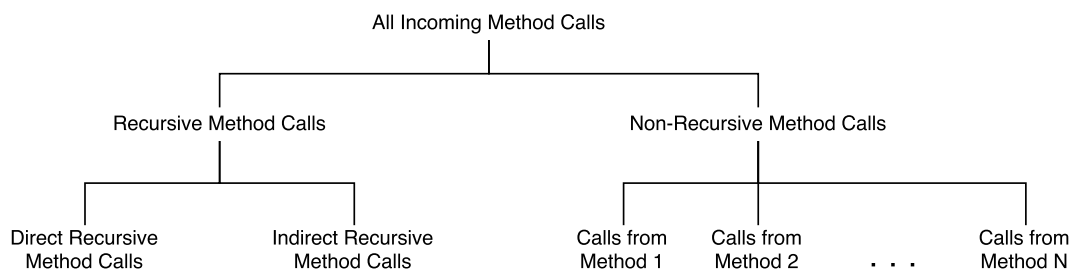 All Incoming Method Calls
Recursive Method Calls
Non-Recursive Method Calls
Direct Recursive
Method Calls
Indirect Recursive
Method Calls
Calls from
Method 1
Calls from
Method 2
. . .
Calls from
Method N